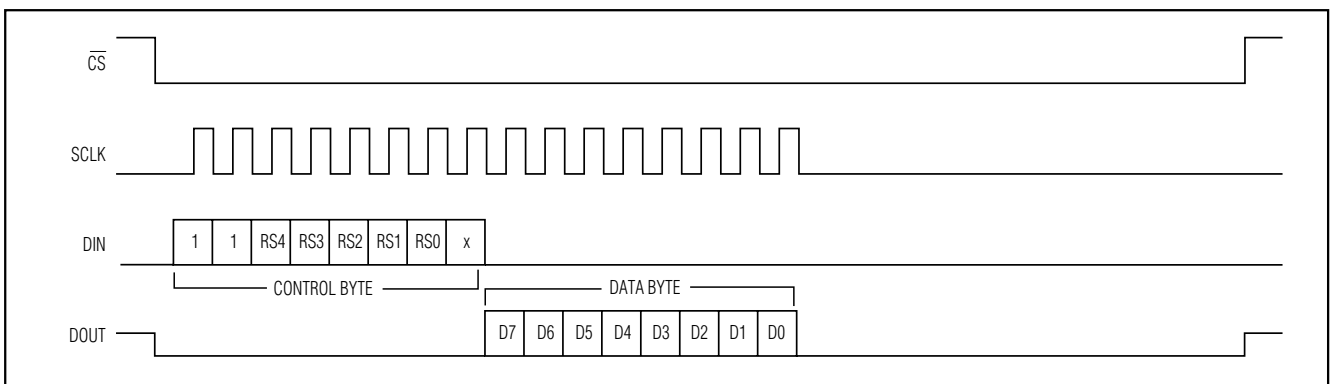 C̅S̅
SCLK
DIN 1 1 RS4 RS3 RS2 RS1 RS0 x
CONTROL BYTE DATA BYTE
DOUT D7 D6 D5 D4 D3 D2 D1 D0